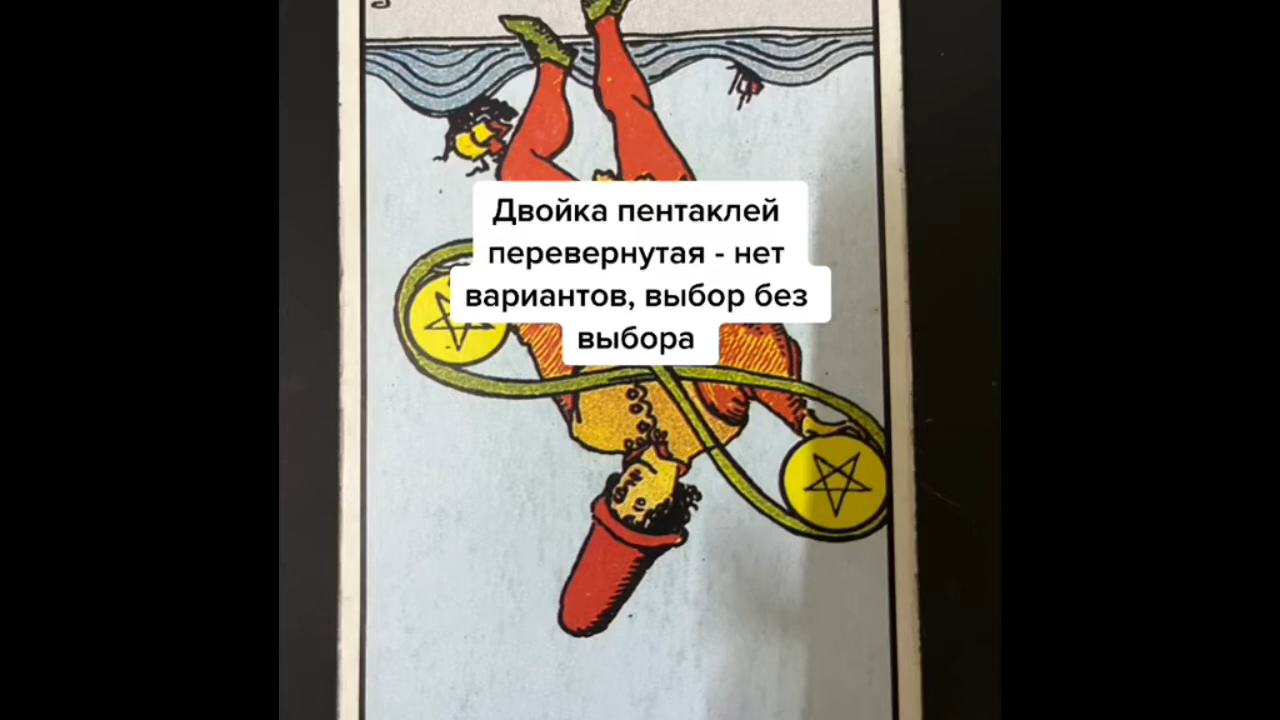 Двойка пентаклей
перевернутая - нет
вариантов, выбор без
выбора